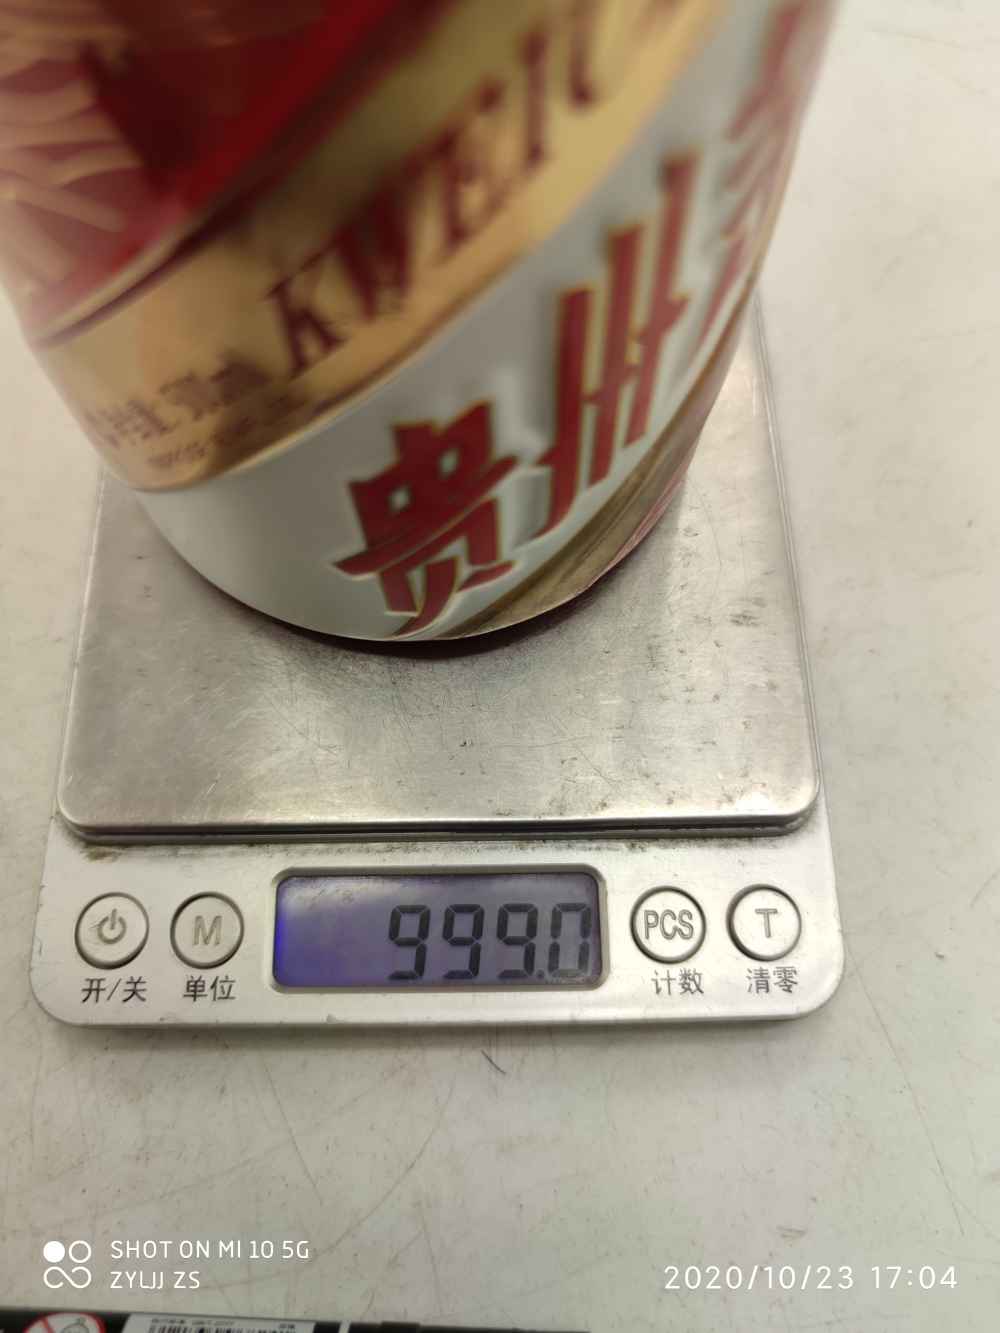 KWEIC
贵州
999.0
M
PCS
T
开/关
单位
计数
清零
SHOT ON MI 10 5G
ZYLJJ ZS
2020/10/23 17:04